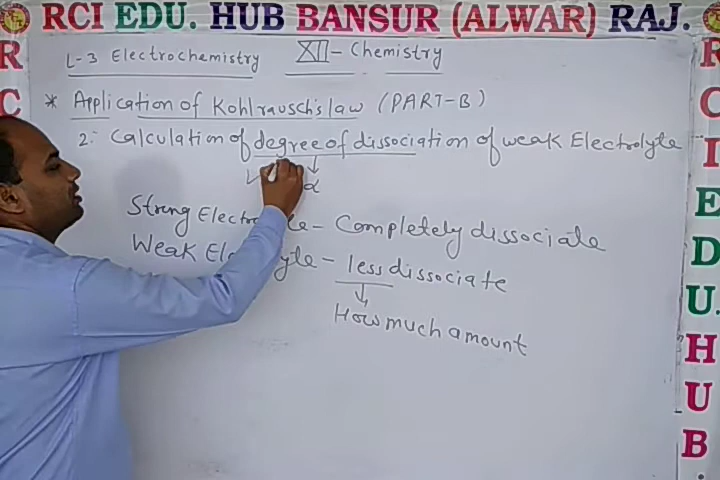 RCI EDU. HUB BANSUR (ALWAR) RAJ.
L-3 Electrochemistry XII- Chemistry
* Application of Kohlrausch's law (PART-B)
2:- Calculation of degree of dissociation of weak Electrolyte
α
Strong Electrolyte - Completely dissociate
Weak Electrolyte - less dissociate
How much amount
R
C
R
C
I
E
D
U.
H
U
B